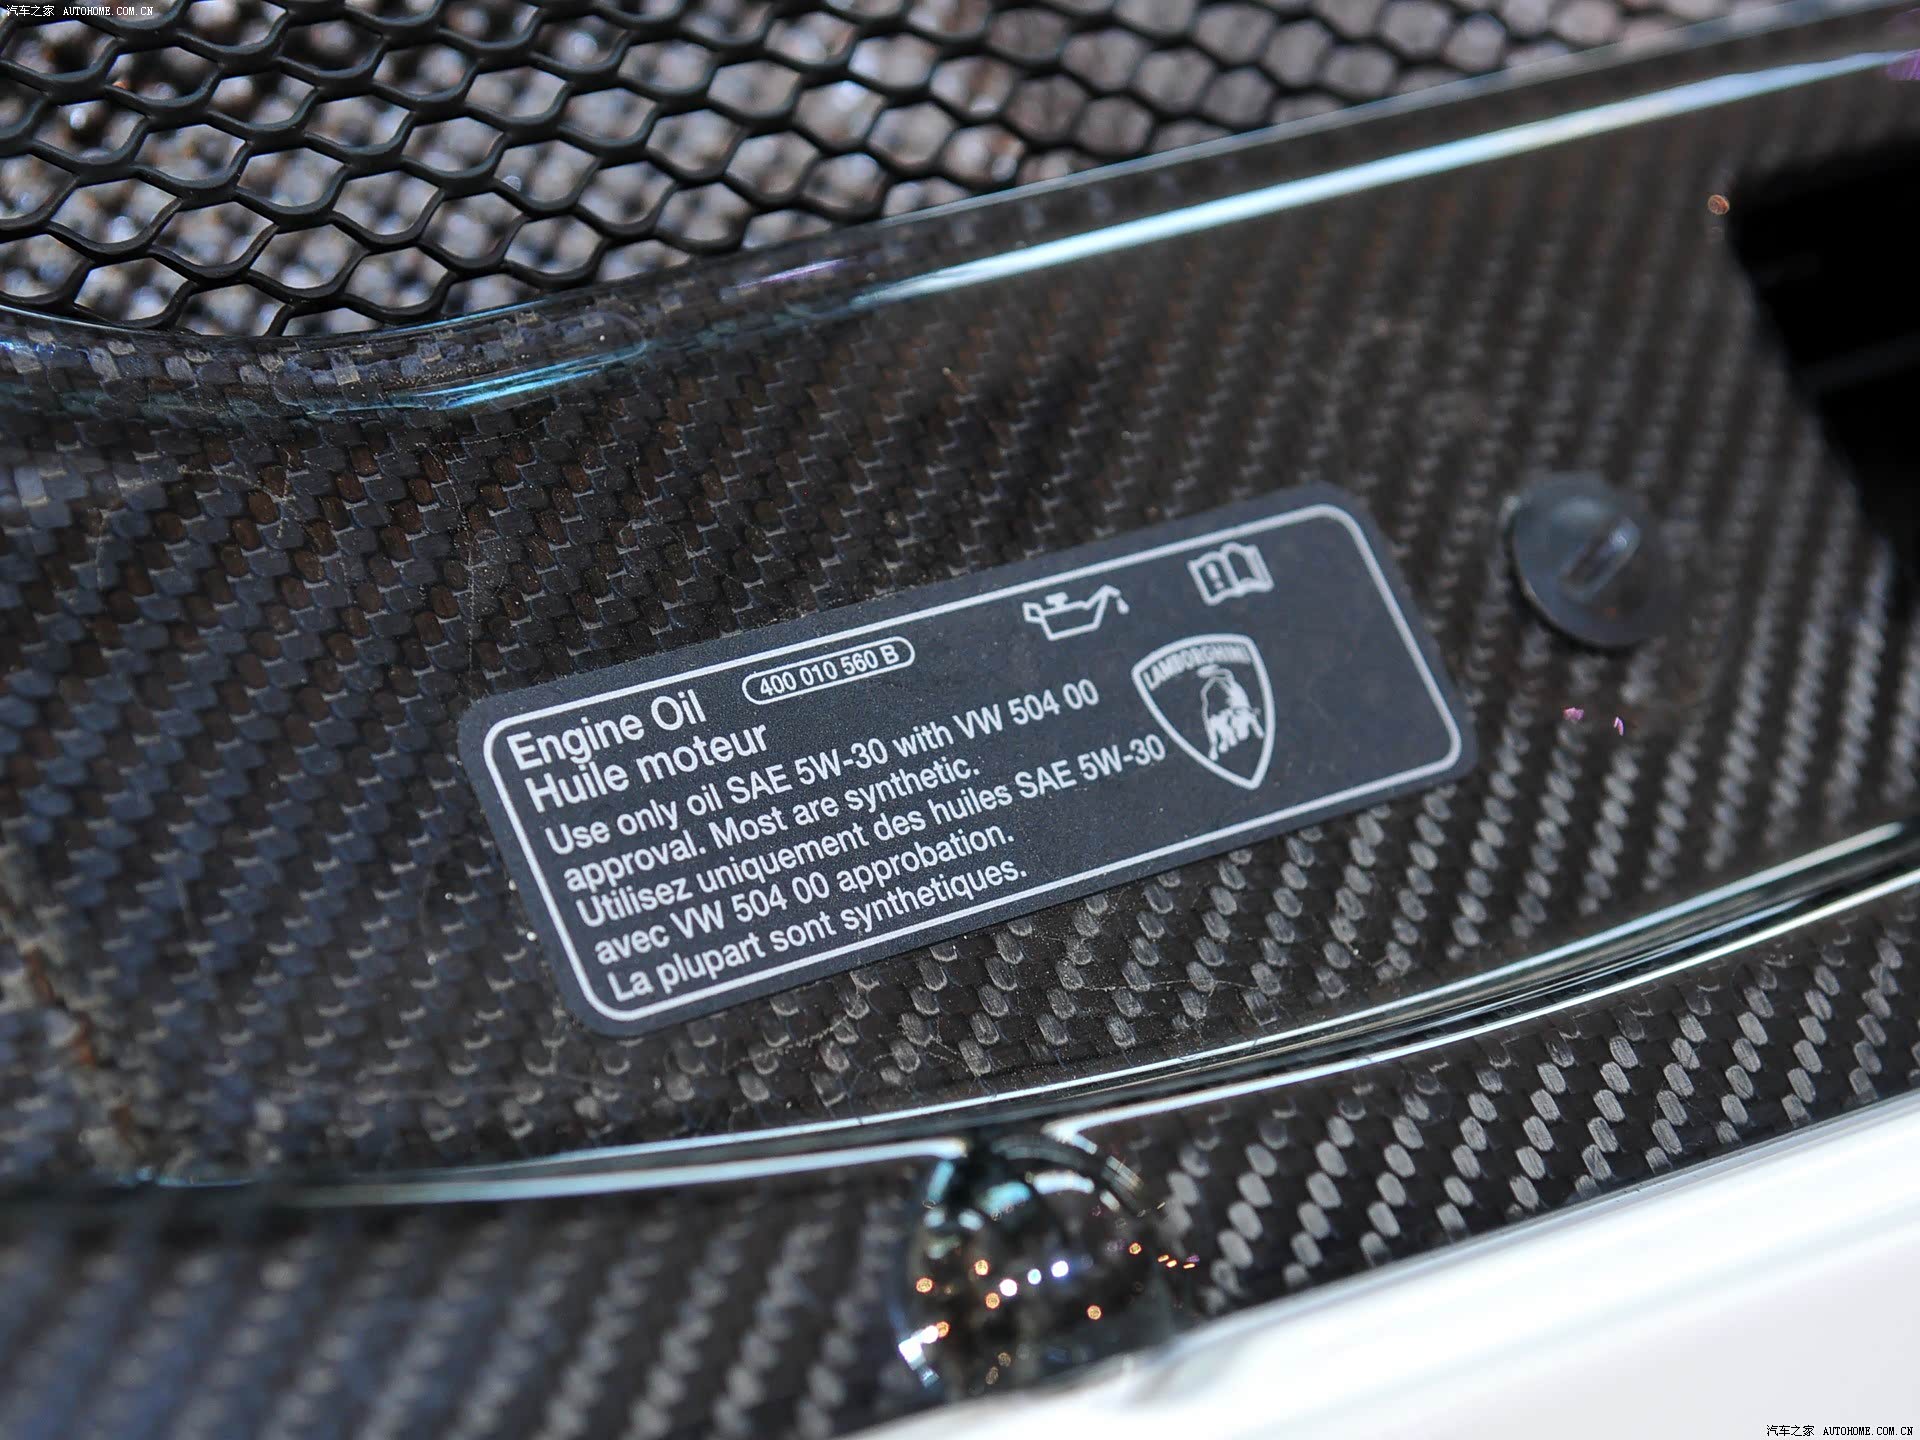 汽车之家 AUTOHOME.COM.CN
Engine Oil 400 010 560 B
Huile moteur
Use only oil SAE 5W-30 with VW 504 00
approval. Most are synthetic.
Utilisez uniquement des huiles SAE 5W-30
avec VW 504 00 approbation.
La plupart sont synthetiques.
LAMBORGHINI
汽车之家 AUTOHOME.COM.CN